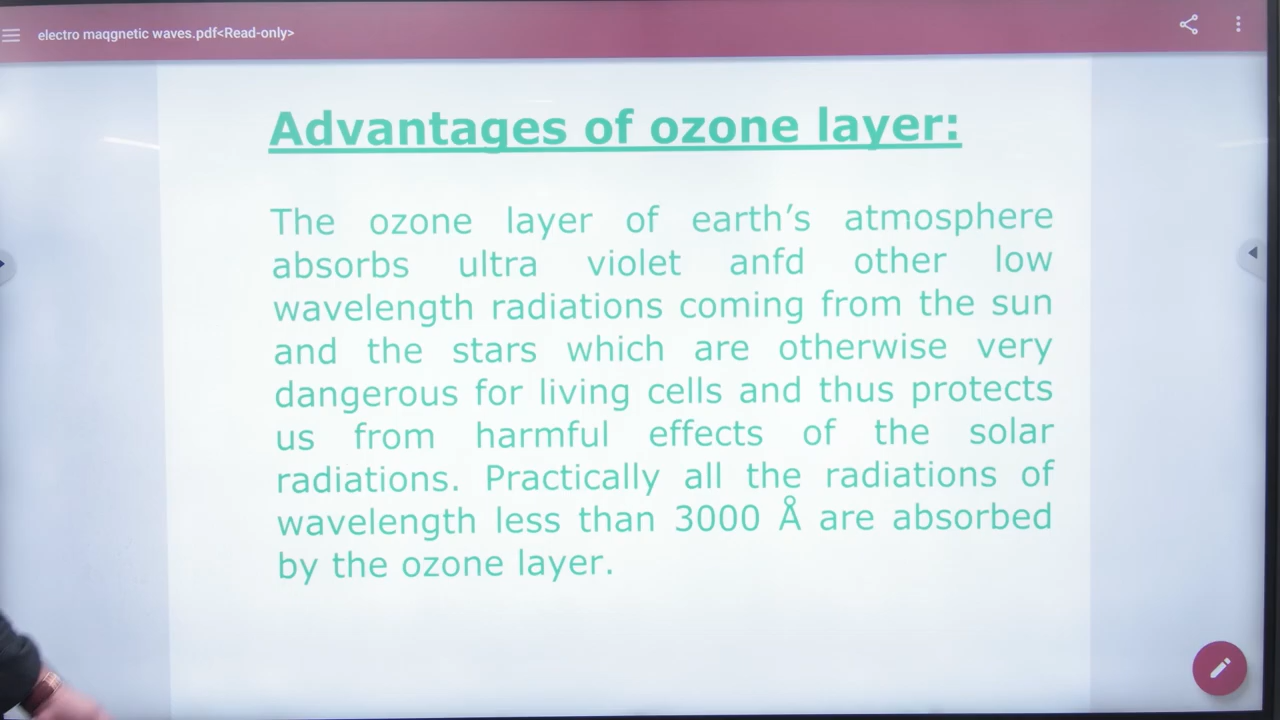 electro maqgnetic waves.pdf<Read-only>
Advantages of ozone layer:
The ozone layer of earth's atmosphere
absorbs ultra violet anfd other low
wavelength radiations coming from the sun
and the stars which are otherwise very
dangerous for living cells and thus protects
us from harmful effects of the solar
radiations. Practically all the radiations of
wavelength less than 3000 Å are absorbed
by the ozone layer.